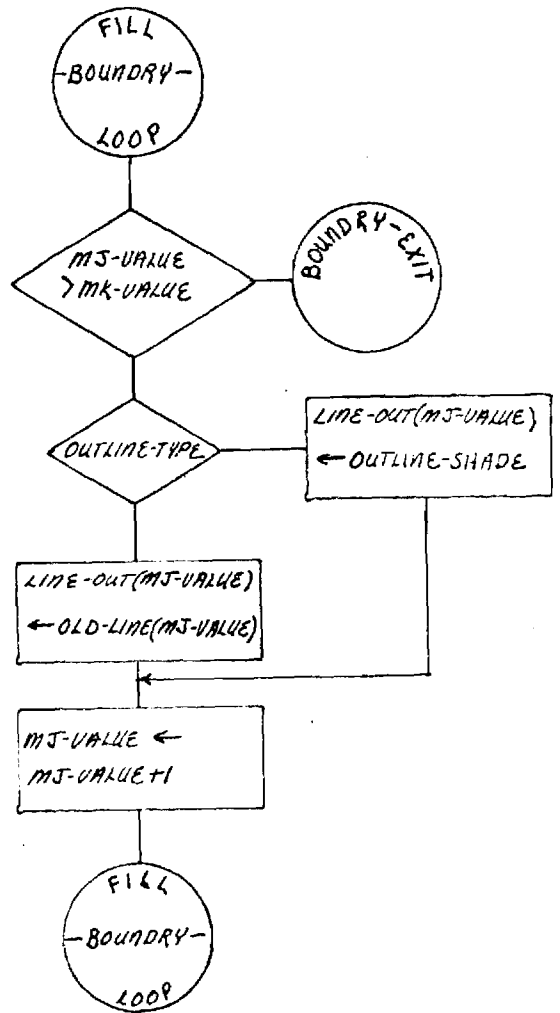 FILL
-BOUNDRY-
LOOP
MJ-VALUE
>MK-VALUE
BOUNDRY-EXIT
OUTLINE-TYPE
LINE-OUT(MJ-VALUE)
← OUTLINE-SHADE
LINE-OUT(MJ-VALUE)
← OLD-LINE(MJ-VALUE)
MJ-VALUE ←
MJ-VALUE+1
FILL
-BOUNDRY-
LOOP